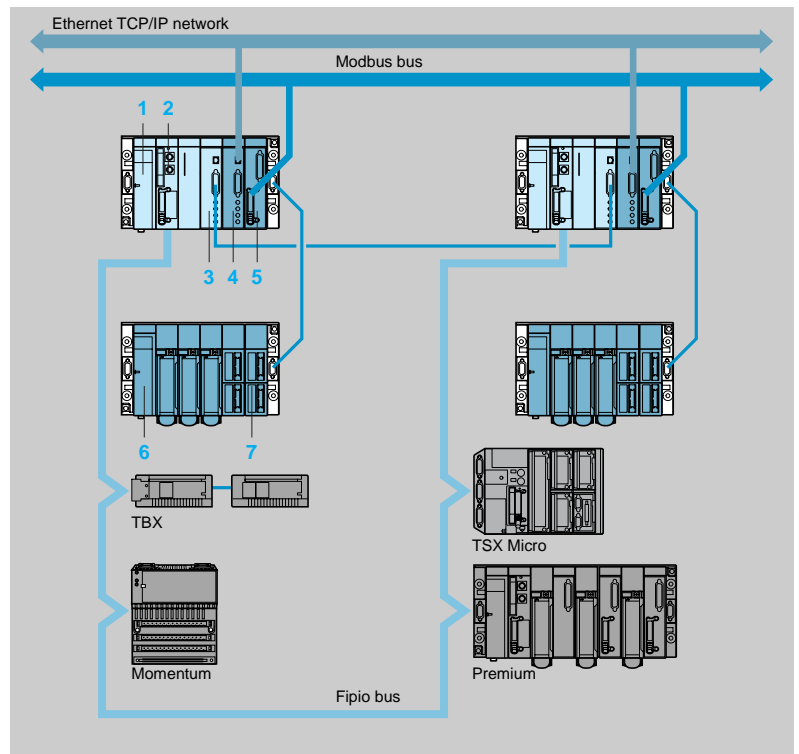 Ethernet TCP/IP network
Modbus bus
1 2
3 4 5
6 7
TBX
TSX Micro
Momentum
Premium
Fipio bus